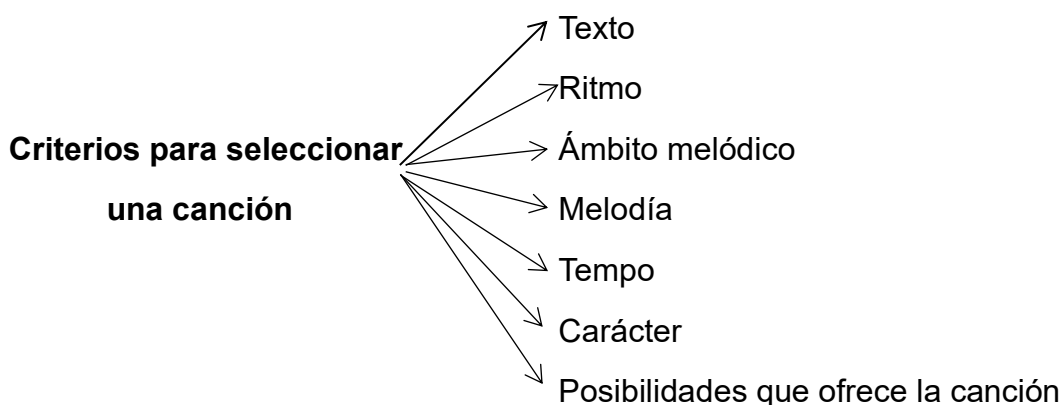 Texto
Ritmo
Criterios para seleccionar
una canción
Ámbito melódico
Melodía
Tempo
Carácter
Posibilidades que ofrece la canción